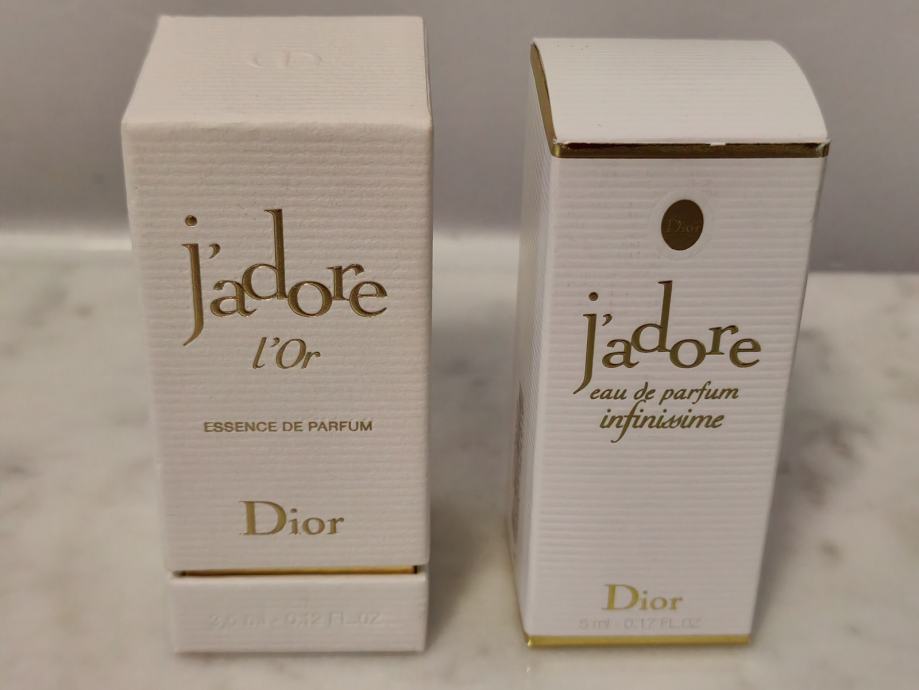 j'adore
l'Or
ESSENCE DE PARFUM
Dior
3,5 ml - 0.12 FL.OZ
Dior
j'adore
eau de parfum
infinissime
Dior
5 ml - 0.17 FL.OZ